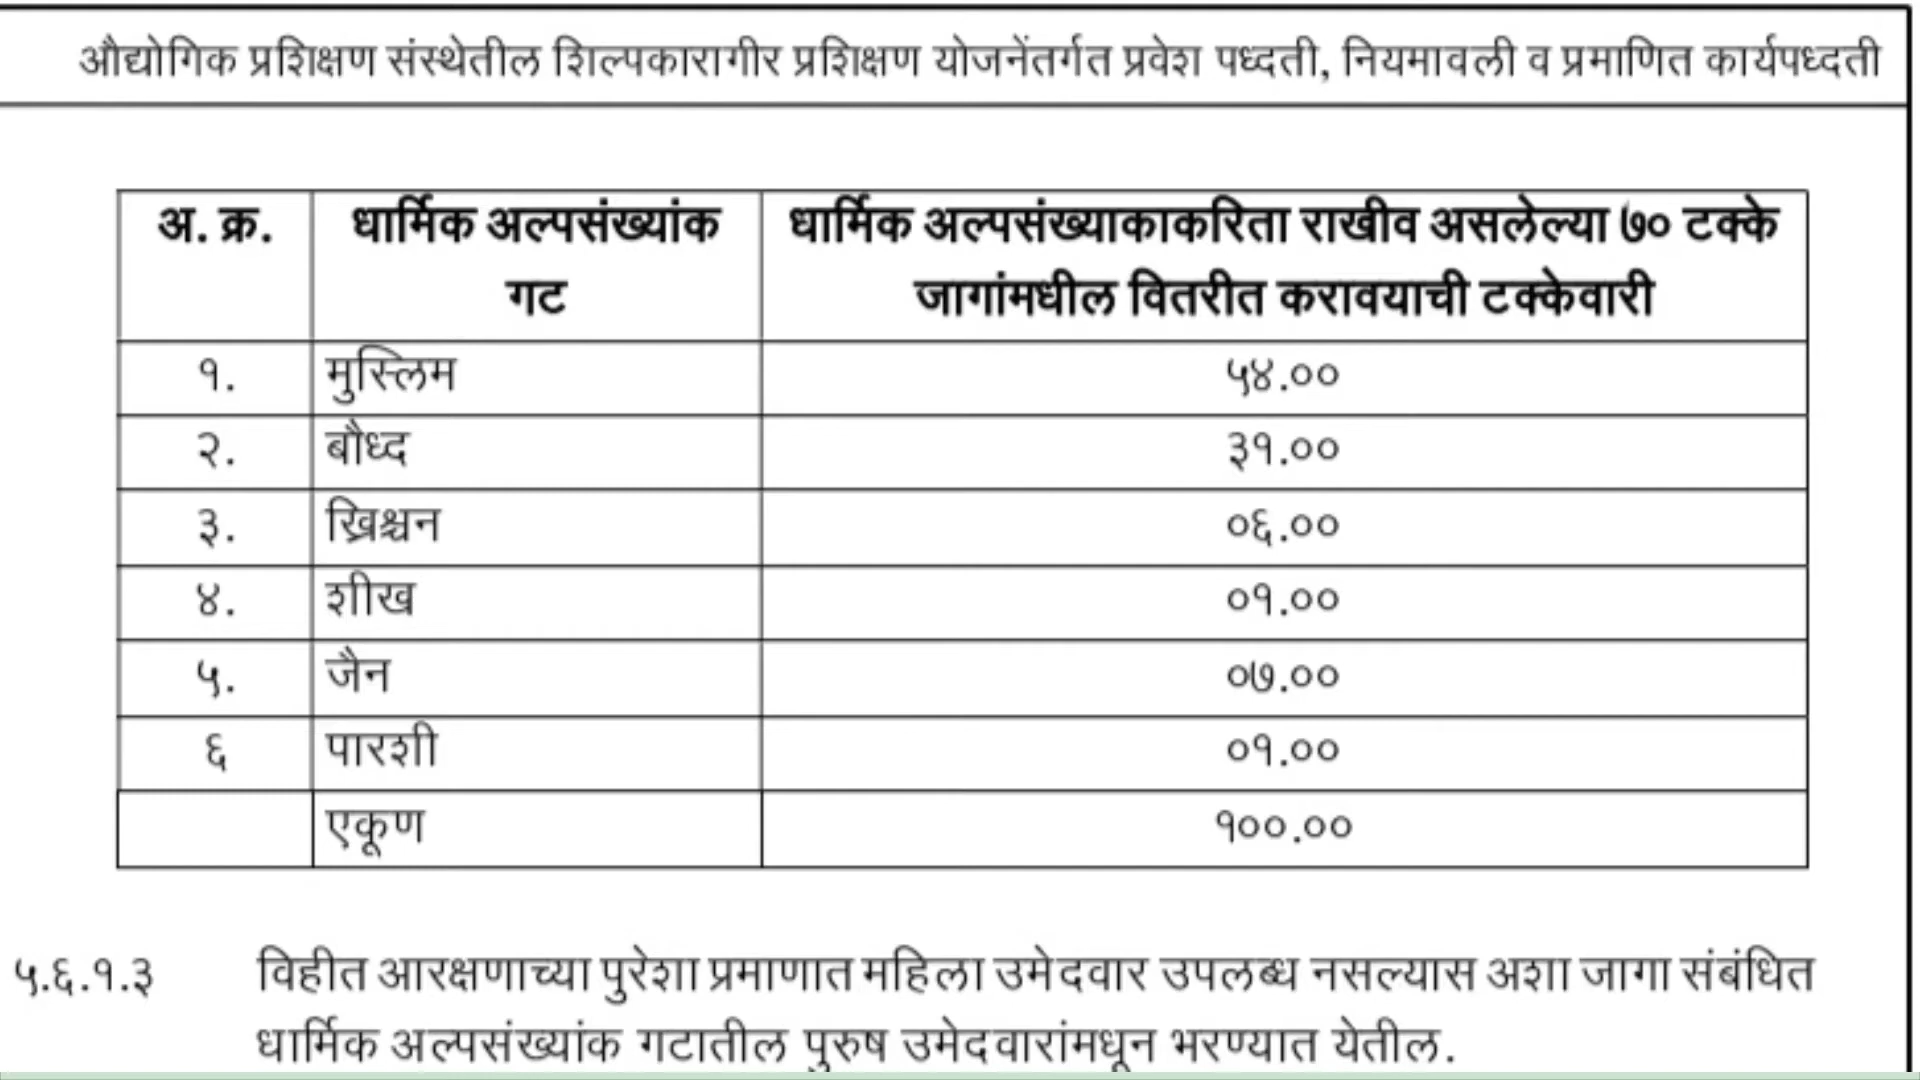 औद्योगिक प्रशिक्षण संस्थेतील शिल्पकारागीर प्रशिक्षण योजनेंतर्गत प्रवेश पध्दती, नियमावली व प्रमाणित कार्यपध्दती
अ. क्र. धार्मिक अल्पसंख्यांक धार्मिक अल्पसंख्याकाकरिता राखीव असलेल्या ७० टक्के
गट जागांमधील वितरीत करावयाची टक्केवारी
१. मुस्लिम ५४.००
२. बौध्द ३१.००
३. ख्रिश्चन ०६.००
४. शीख ०१.००
५. जैन ०७.००
६ पारशी ०१.००
एकूण १००.००
५.६.१.३ विहीत आरक्षणाच्या पुरेशा प्रमाणात महिला उमेदवार उपलब्ध नसल्यास अशा जागा संबंधित
धार्मिक अल्पसंख्यांक गटातील पुरुष उमेदवारांमधून भरण्यात येतील.